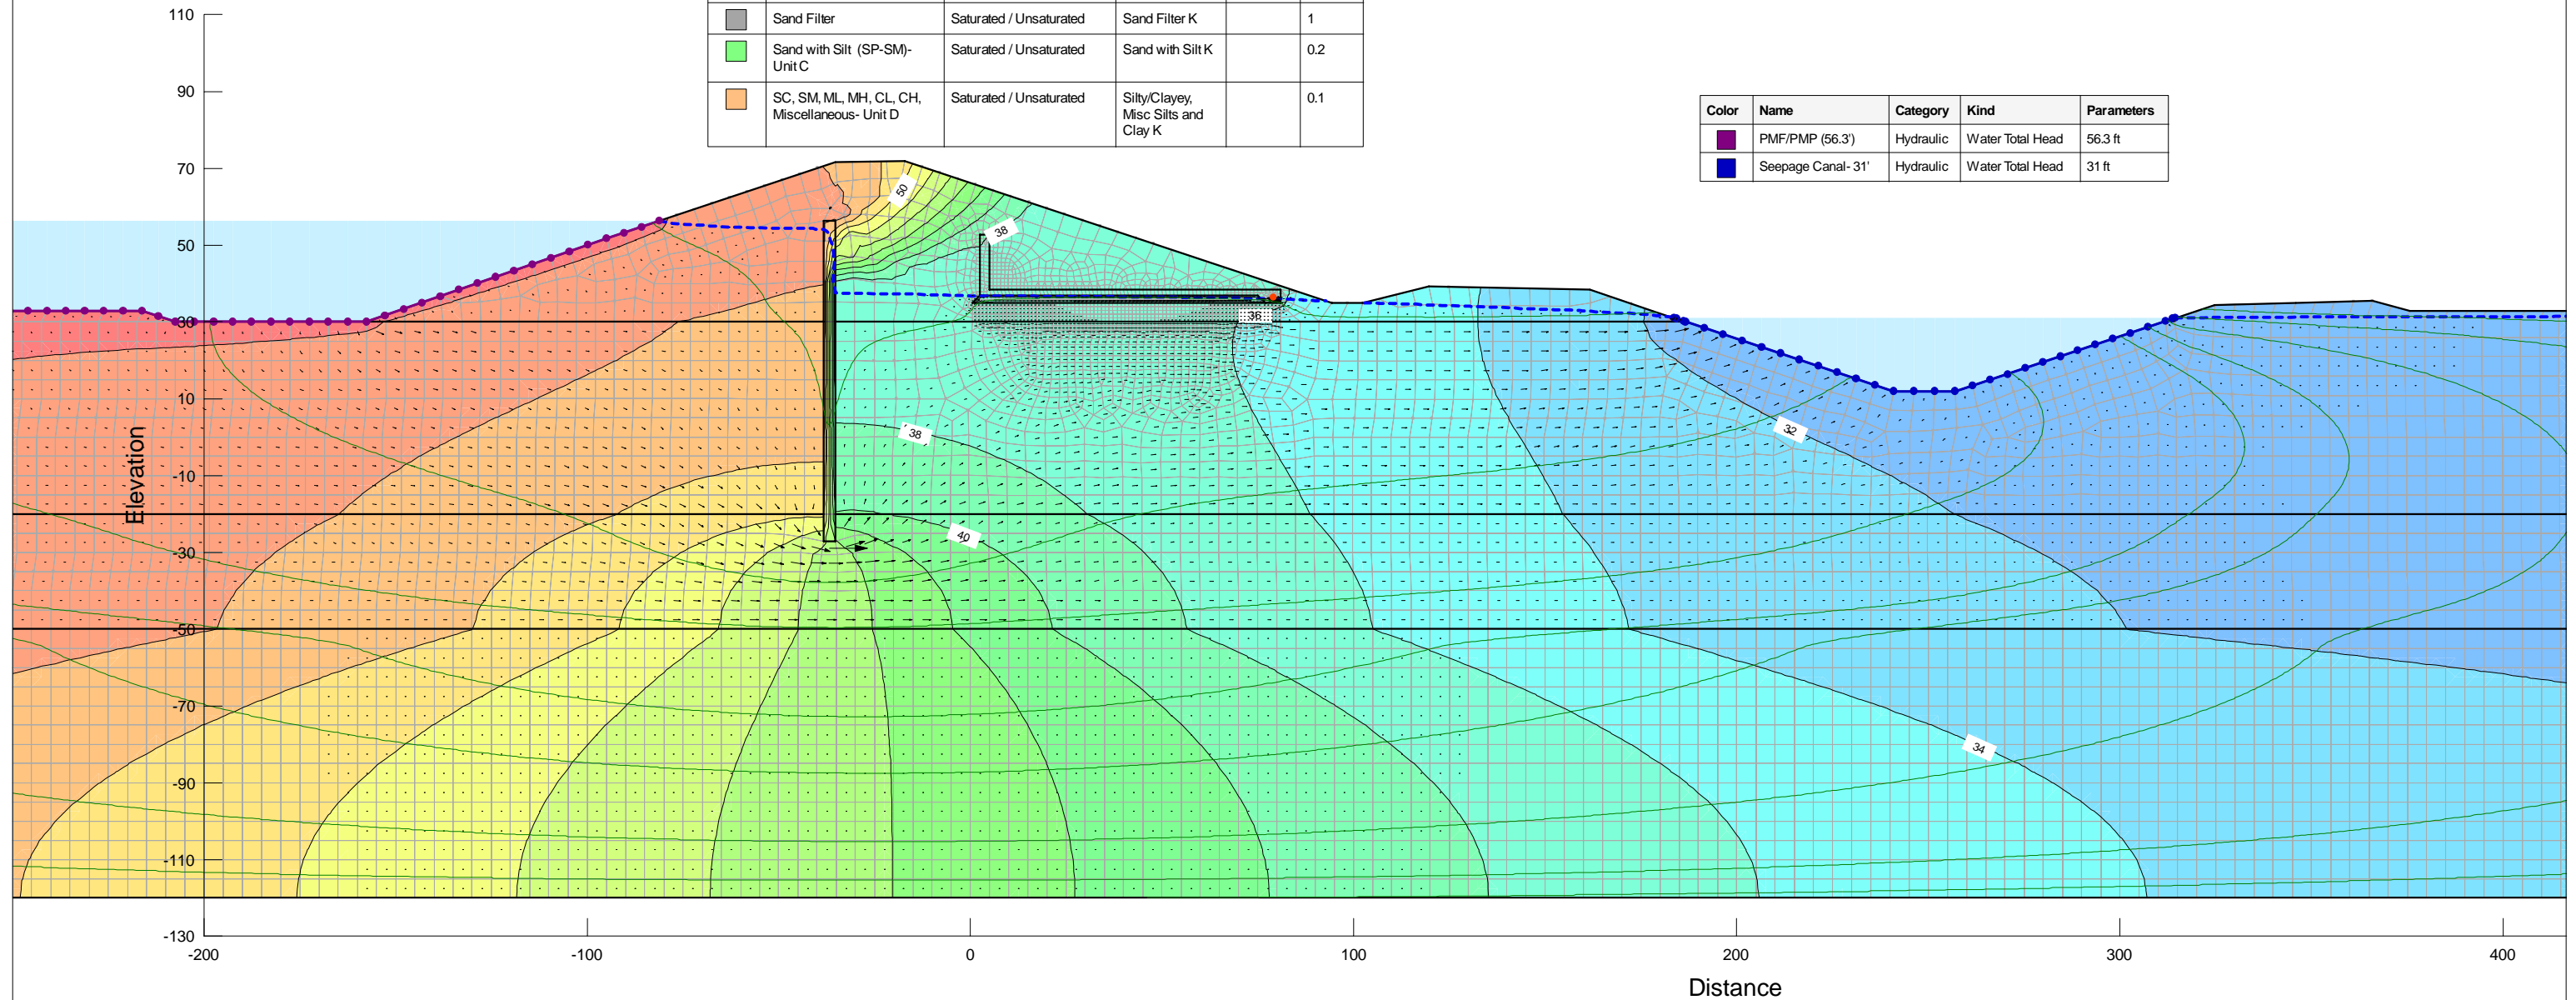 110
90
70
50
30
10
-10
-30
-50
-70
-90
-110
-130
Elevation
Sand Filter Saturated / Unsaturated Sand Filter K 1
Sand with Silt (SP-SM)- Saturated / Unsaturated Sand with Silt K 0.2
Unit C
SC, SM, ML, MH, CL, CH, Saturated / Unsaturated Silty/Clayey, 0.1
Miscellaneous- Unit D Misc Silts and
Clay K
Color Name Category Kind Parameters
PMF/PMP (56.3') Hydraulic Water Total Head 56.3 ft
Seepage Canal- 31' Hydraulic Water Total Head 31 ft
50
38
36
38
32
40
34
-200 -100 0 100 200 300 400
Distance